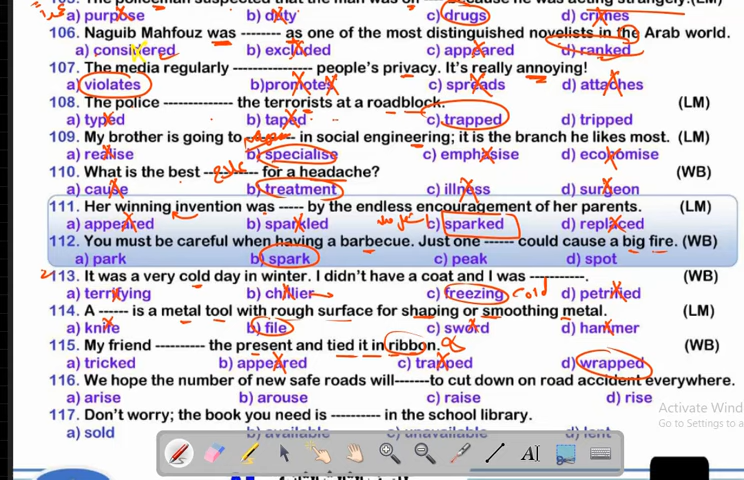 a) purpose b) duty c) drugs d) crimes
106. Naguib Mahfouz was -------- as one of the most distinguished novelists in the Arab world.
a) considered b) excluded c) appeared d) ranked
107. The media regularly ---------------- people's privacy. It's really annoying!
a) violates b)promotes c) spreads d) attaches
108. The police -------------- the terrorists at a roadblock. (LM)
a) typed b) taped c) trapped d) tripped
109. My brother is going to --------- in social engineering; it is the branch he likes most. (LM)
a) realise b) specialise c) emphasise d) economise
110. What is the best ----------- for a headache? (WB)
a) cause b) treatment c) illness d) surgeon
111. Her winning invention was ----- by the endless encouragement of her parents. (LM)
a) appeared b) sparkled c) sparked d) replaced
112. You must be careful when having a barbecue. Just one ------ could cause a big fire. (WB)
a) park b) spark c) peak d) spot
113. It was a very cold day in winter. I didn't have a coat and I was -----------. (WB)
a) terrifying b) chillier c) freezing cold d) petrified
114. A ------ is a metal tool with rough surface for shaping or smoothing metal. (LM)
a) knife b) file c) sword d) hammer
115. My friend ---------- the present and tied it in ribbon. (WB)
a) tricked b) appeared c) trapped d) wrapped
116. We hope the number of new safe roads will-------to cut down on road accident everywhere.
a) arise b) arouse c) raise d) rise
117. Don't worry; the book you need is ---------- in the school library.
a) sold b) available c) unavailable d) lent
Activate Wind
Go to Settings to a